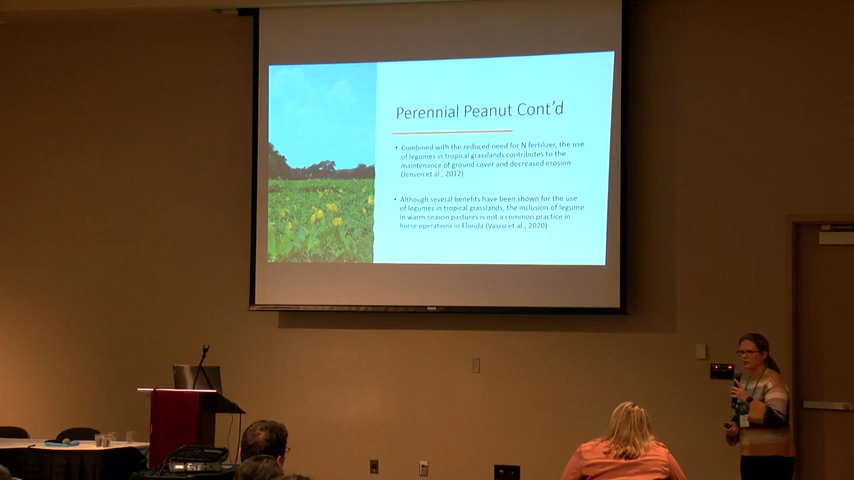 Perennial Peanut Cont'd
• Combined with the reduced need for N fertilizer, the use
of legumes in tropical grasslands contributes to the
maintenance of ground cover and decreased erosion
(Jensen et al., 2012)
• Although several benefits have been shown for the use
of legumes in tropical grasslands, the inclusion of legume
in warm season pastures is not a common practice in
horse operations in Florida (Vasco et al., 2020)